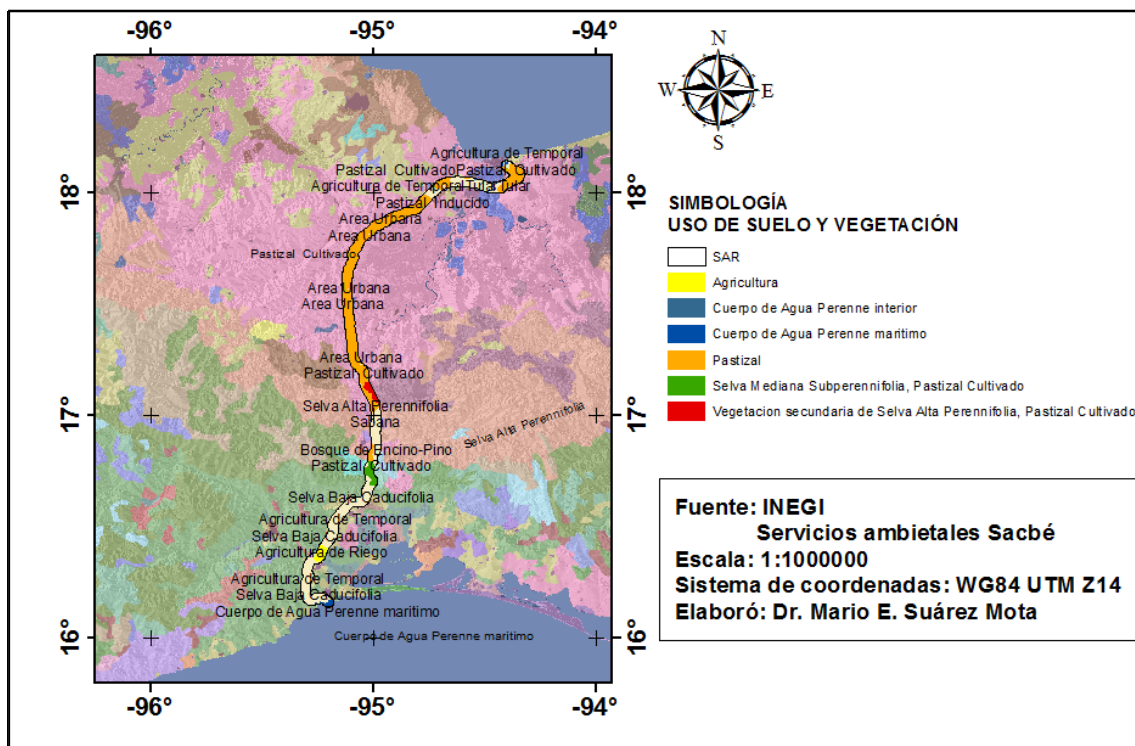 -96°
-95°
-94°
N
W
E
S
18°
18°
17°
17°
16°
16°
Agricultura de Temporal
Pastizal Cultivado
Pastizal Cultivado
Agricultura de Temporal
Tular
Tular
Pastizal Inducido
Area Urbana
Area Urbana
Pastizal Cultivado
Area Urbana
Area Urbana
Area Urbana
Pastizal Cultivado
Selva Alta Perennifolia
Sabana
Selva Alta Perennifolia
Bosque de Encino-Pino
Pastizal Cultivado
Selva Baja Caducifolia
Agricultura de Temporal
Selva Baja Caducifolia
Agricultura de Riego
Agricultura de Temporal
Selva Baja Caducifolia
Cuerpo de Agua Perenne maritimo
Cuerpo de Agua Perenne maritimo
-96°
-95°
-94°
SIMBOLOGÍA
USO DE SUELO Y VEGETACIÓN
SAR
Agricultura
Cuerpo de Agua Perenne interior
Cuerpo de Agua Perenne maritimo
Pastizal
Selva Mediana Subperennifolia, Pastizal Cultivado
Vegetacion secundaria de Selva Alta Perennifolia, Pastizal Cultivado
Fuente: INEGI
Servicios ambietales Sacbé
Escala: 1:1000000
Sistema de coordenadas: WG84 UTM Z14
Elaboró: Dr. Mario E. Suárez Mota